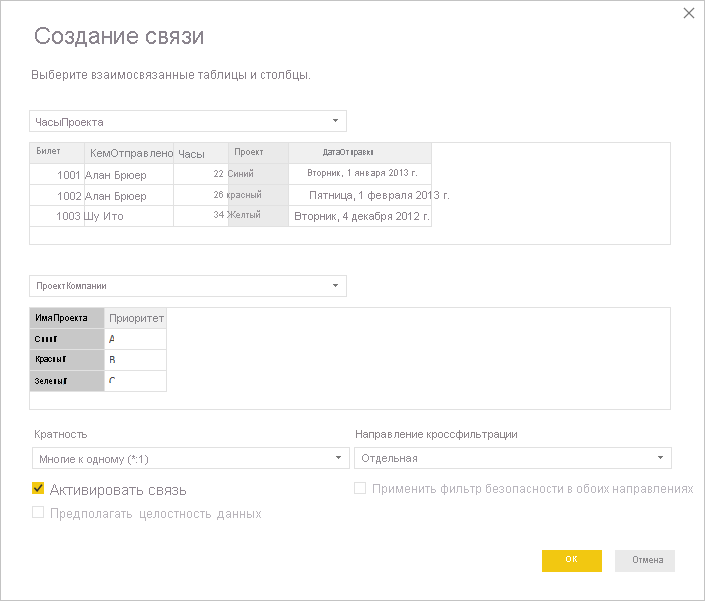 Создание связи
Выберите взаимосвязанные таблицы и столбцы.
ЧасыПроекта
Билет КемОтправлено Часы Проект ДатаОтправки
1001 Алан Брюер 22 Синий Вторник, 1 января 2013 г.
1002 Алан Брюер 26 красный Пятница, 1 февраля 2013 г.
1003 Шу Ито 34 Желтый Вторник, 4 декабря 2012 г.
ПроектКомпании
ИмяПроекта Приоритет
Синий A
Красный B
Зеленый C
Кратность Направление кроссфильтрации
Многие к одному (*:1) Отдельная
Активировать связь Применить фильтр безопасности в обоих направлениях
Предполагать целостность данных
ОК Отмена